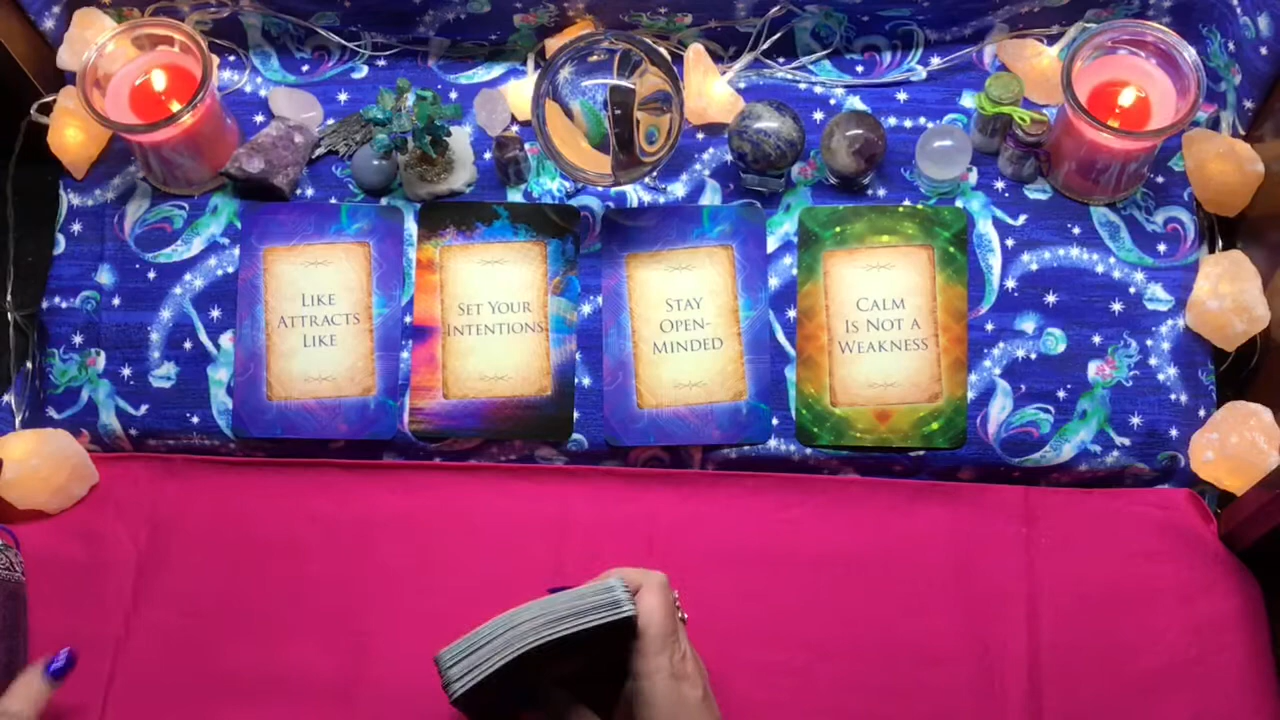 LIKE
ATTRACTS
LIKE
SET YOUR
INTENTIONS
STAY
OPEN-
MINDED
CALM
IS NOT A
WEAKNESS